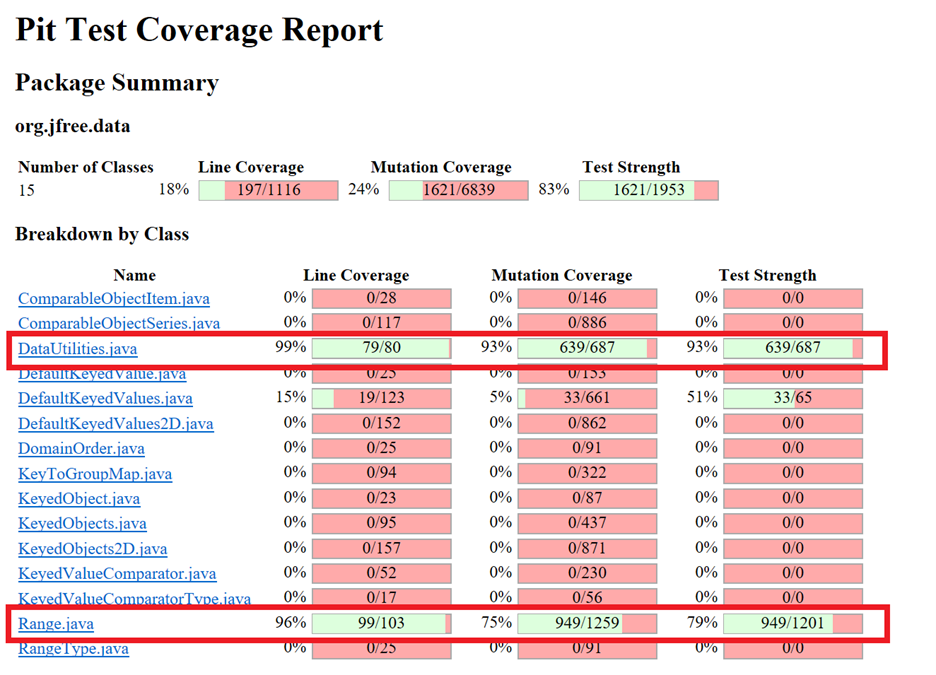 Pit Test Coverage Report
Package Summary
org.jfree.data
Number of Classes Line Coverage Mutation Coverage Test Strength
15 18% 197/1116 24% 1621/6839 83% 1621/1953
Breakdown by Class
Name Line Coverage Mutation Coverage Test Strength
ComparableObjectItem.java 0% 0/28 0% 0/146 0% 0/0
ComparableObjectSeries.java 0% 0/117 0% 0/886 0% 0/0
DataUtilities.java 99% 79/80 93% 639/687 93% 639/687
DefaultKeyedValue.java 0% 0/25 0% 0/153 0% 0/0
DefaultKeyedValues.java 15% 19/123 5% 33/661 51% 33/65
DefaultKeyedValues2D.java 0% 0/152 0% 0/862 0% 0/0
DomainOrder.java 0% 0/25 0% 0/91 0% 0/0
KeyToGroupMap.java 0% 0/94 0% 0/322 0% 0/0
KeyedObject.java 0% 0/23 0% 0/87 0% 0/0
KeyedObjects.java 0% 0/95 0% 0/437 0% 0/0
KeyedObjects2D.java 0% 0/157 0% 0/871 0% 0/0
KeyedValueComparator.java 0% 0/52 0% 0/230 0% 0/0
KeyedValueComparatorType.java 0% 0/17 0% 0/56 0% 0/0
Range.java 96% 99/103 75% 949/1259 79% 949/1201
RangeType.java 0% 0/25 0% 0/91 0% 0/0